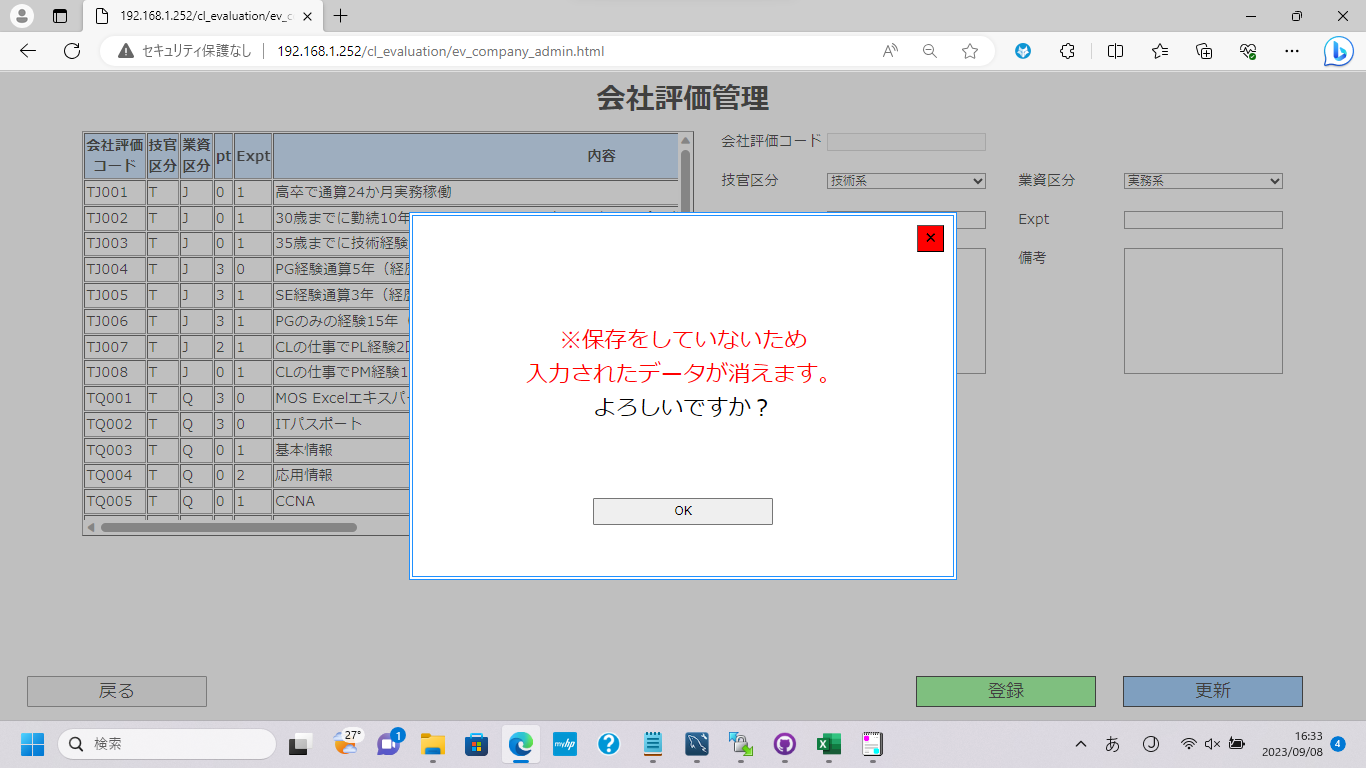 192.168.1.252/cl_evaluation/ev_c
セキュリティ保護なし
192.168.1.252/cl_evaluation/ev_company_admin.html
会社評価管理
会社評価コード 技官区分 業資区分 pt Expt 内容
TJ001 T J 0 1 高卒で通算24か月実務稼働
TJ002 T J 0 1 30歳までに勤続10年
TJ003 T J 0 1 35歳までに技術経験
TJ004 T J 3 0 PG経験通算5年（経歴
TJ005 T J 3 1 SE経験通算3年（経歴
TJ006 T J 3 1 PGのみの経験15年（
TJ007 T J 2 1 CLの仕事でPL経験2
TJ008 T J 0 1 CLの仕事でPM経験1
TQ001 T Q 3 0 MOS Excelエキスパー
TQ002 T Q 3 0 ITパスポート
TQ003 T Q 0 1 基本情報
TQ004 T Q 0 2 応用情報
TQ005 T Q 0 1 CCNA
会社評価コード
技官区分 技術系 業資区分 実務系
Expt
備考
×
※保存をしていないため
入力されたデータが消えます。
よろしいですか？
OK
戻る 登録 更新
検索
27°
1
myhp
あ
16:33
2023/09/08
4